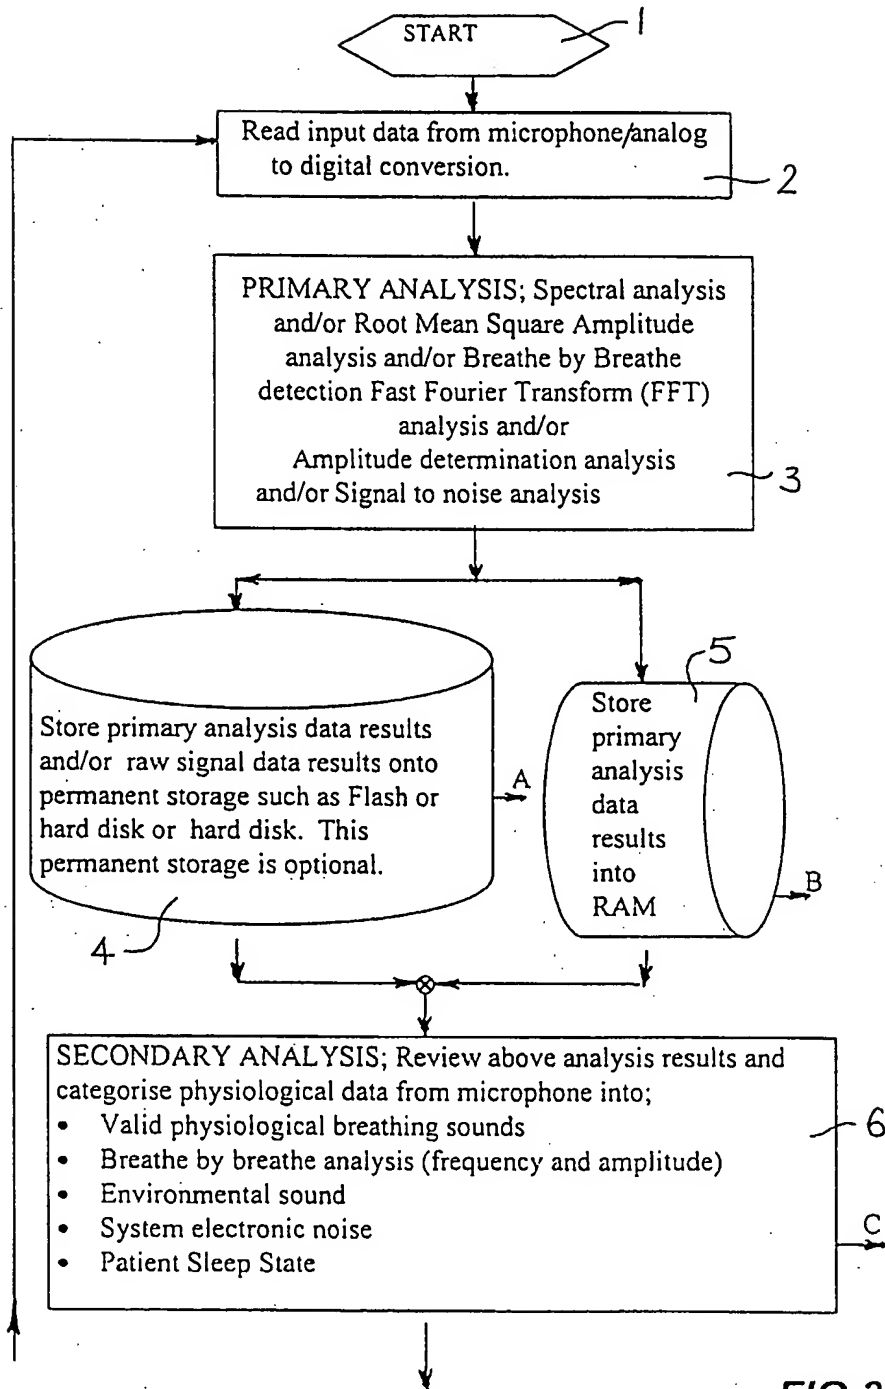 START
1
Read input data from microphone/analog
to digital conversion.
2
PRIMARY ANALYSIS; Spectral analysis
and/or Root Mean Square Amplitude
analysis and/or Breathe by Breathe
detection Fast Fourier Transform (FFT)
analysis and/or
Amplitude determination analysis
and/or Signal to noise analysis
3
Store primary analysis data results
and/or raw signal data results onto
permanent storage such as Flash or
hard disk or hard disk. This
permanent storage is optional.
4
A
5
Store
primary
analysis
data
results
into
RAM
B
SECONDARY ANALYSIS; Review above analysis results and
categorise physiological data from microphone into;
• Valid physiological breathing sounds
• Breathe by breathe analysis (frequency and amplitude)
• Environmental sound
• System electronic noise
• Patient Sleep State
6
C